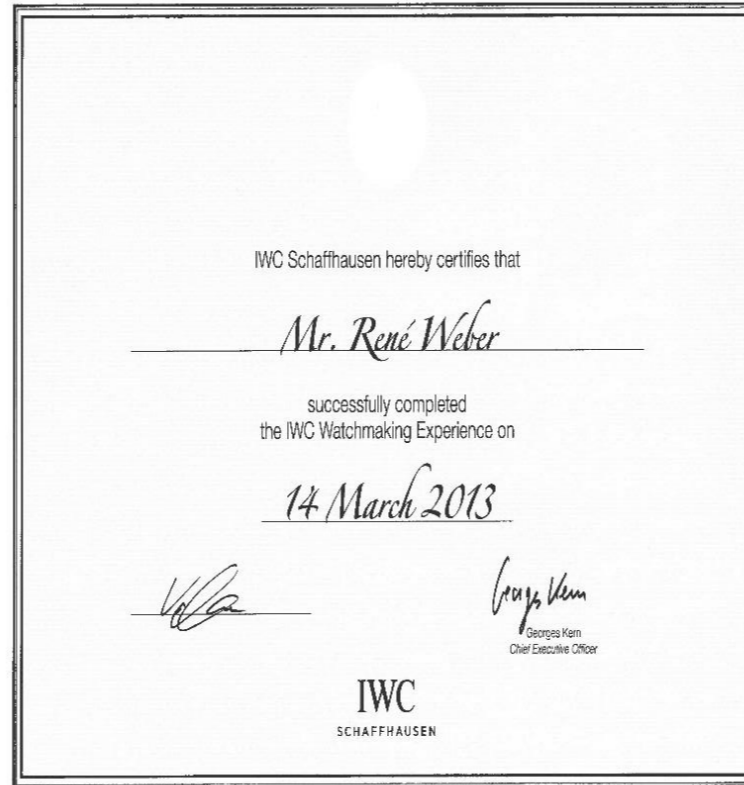 IWC Schaffhausen hereby certifies that
Mr. René Weber
successfully completed
the IWC Watchmaking Experience on
14 March 2013
Georges Kern
Georges Kern
Chief Executive Officer
IWC
SCHAFFHAUSEN